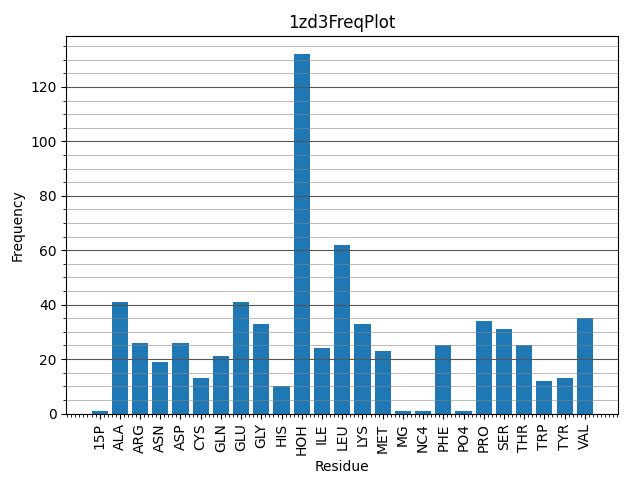 1zd3FreqPlot
Frequency
120
100
80
60
40
20
0
15P ALA ARG ASN ASP CYS GLN GLU GLY HIS HOH ILE LEU LYS MET MG NC4 PHE PO4 PRO SER THR TRP TYR VAL
Residue